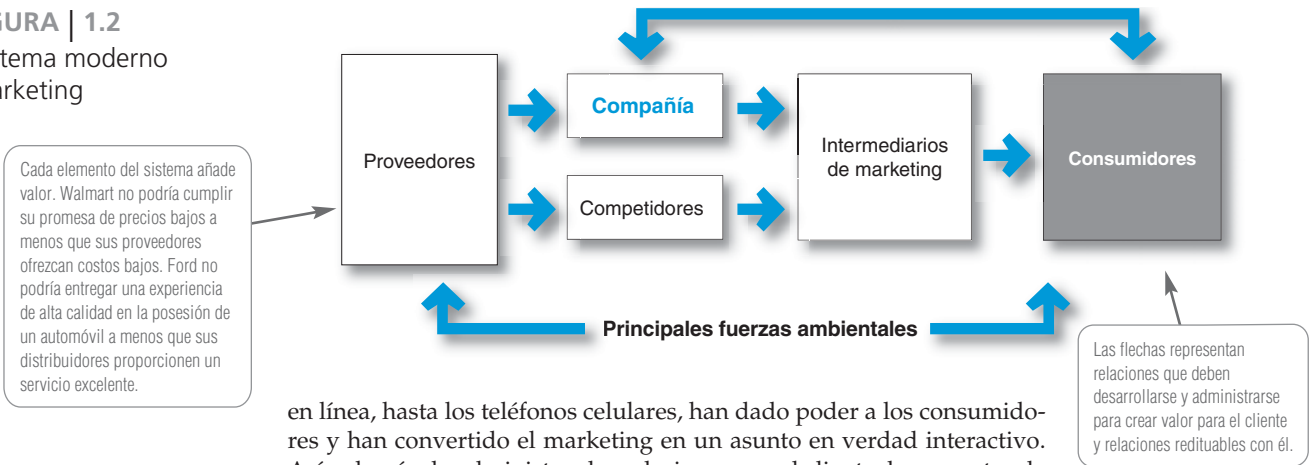 GURA | 1.2
tema moderno
arketing
Cada elemento del sistema añade
valor. Walmart no podría cumplir
su promesa de precios bajos a
menos que sus proveedores
ofrezcan costos bajos. Ford no
podría entregar una experiencia
de alta calidad en la posesión de
un automóvil a menos que sus
distribuidores proporcionen un
servicio excelente.
Proveedores
Compañía
Competidores
Intermediarios
de marketing
Consumidores
Principales fuerzas ambientales
Las flechas representan
relaciones que deben
desarrollarse y administrarse
para crear valor para el cliente
y relaciones redituables con él.
en línea, hasta los teléfonos celulares, han dado poder a los consumido-
res y han convertido el marketing en un asunto en verdad interactivo.